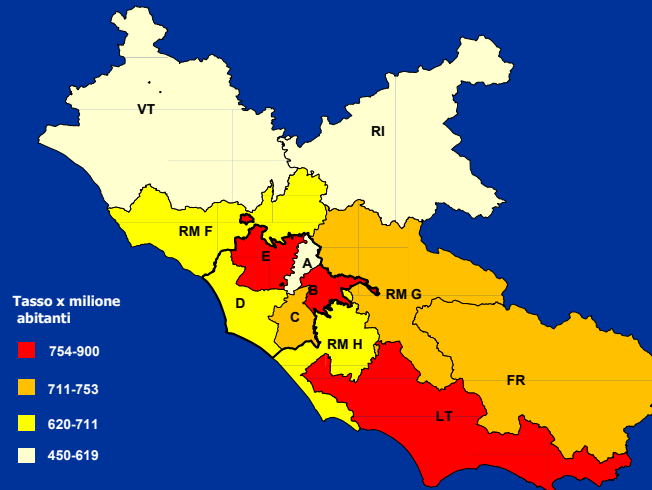 VT
RI
RM F
E
A
B
RM G
D
C
RM H
FR
LT
Tasso x milione
abitanti
754-900
711-753
620-711
450-619